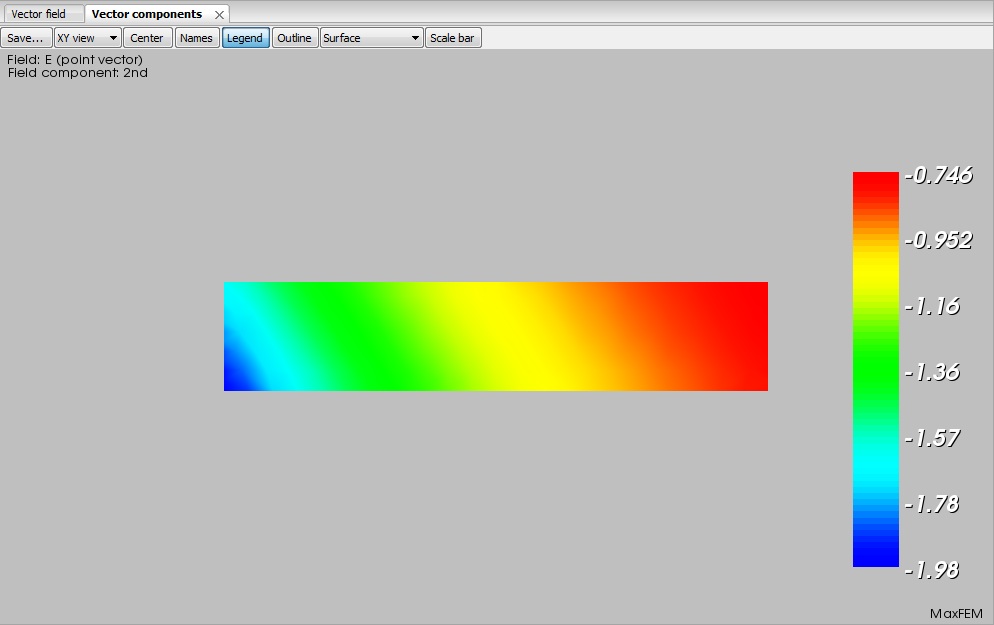 Vector field Vector components
Save... XY view Center Names Legend Outline Surface Scale bar
Field: E (point vector)
Field component: 2nd
-0.746
-0.952
-1.16
-1.36
-1.57
-1.78
-1.98
MaxFEM